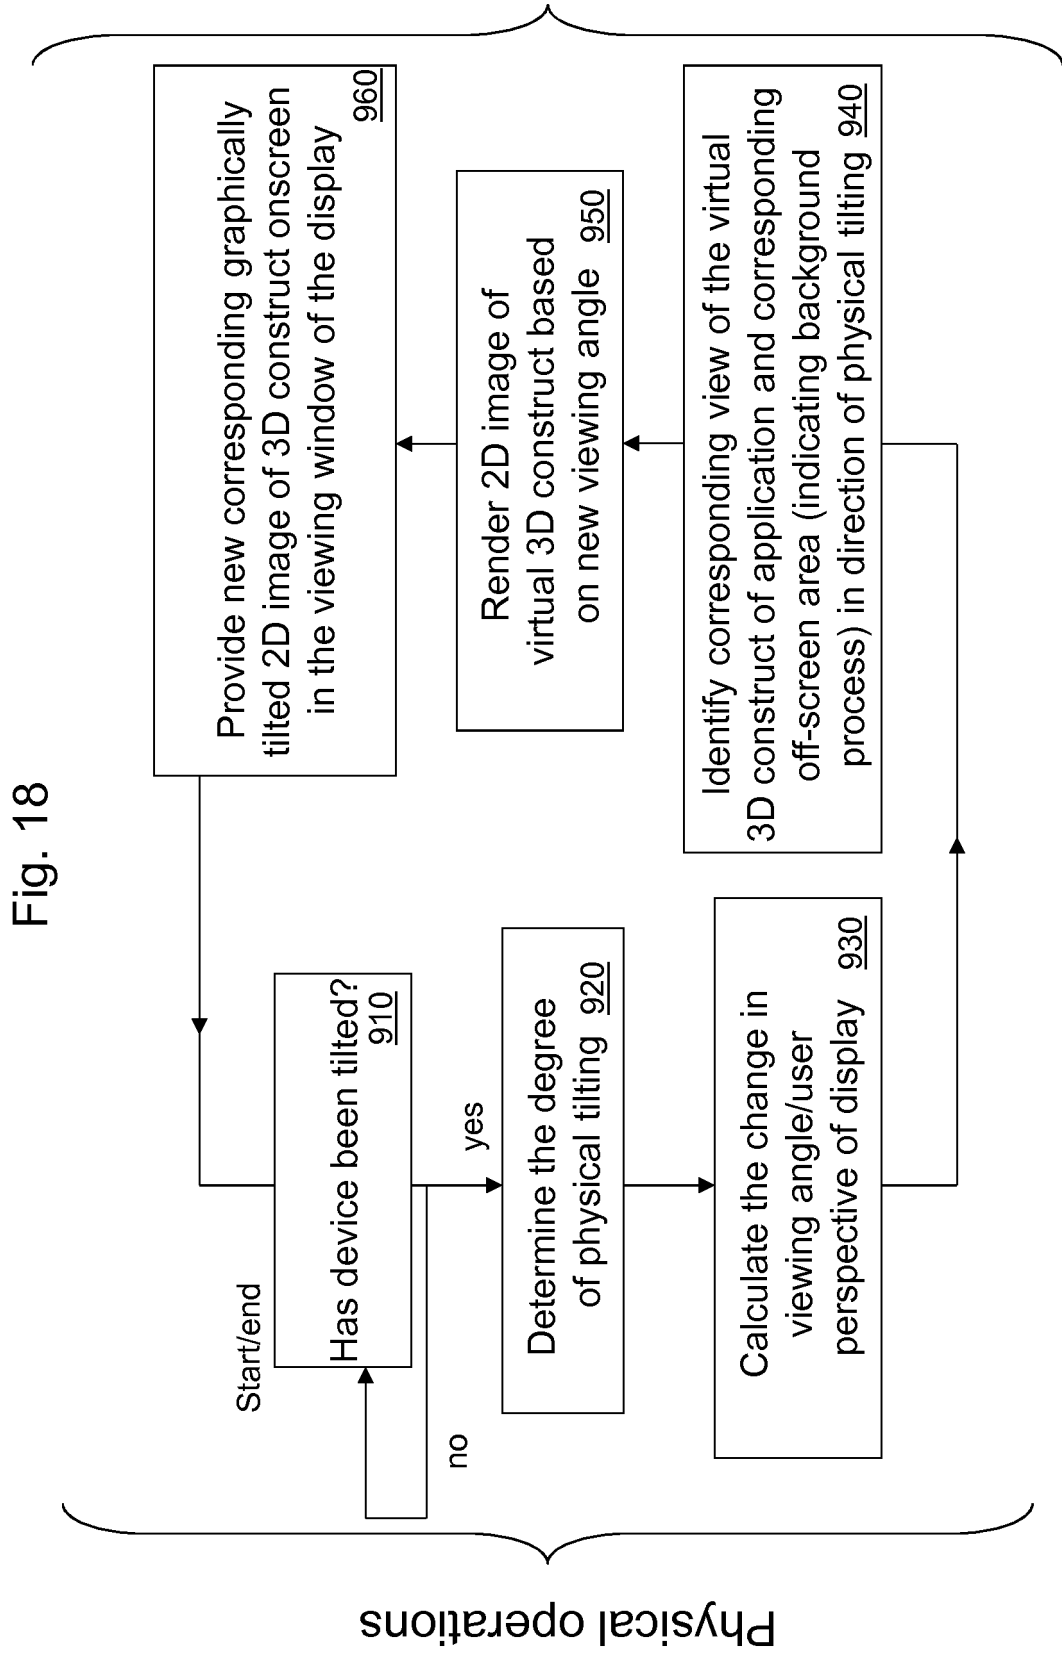 Fig. 18
Physical operations
Start/end
Has device been tilted?
910
no
yes
Determine the degree
of physical tilting 920
Calculate the change in
viewing angle/user
perspective of display 930
Provide new corresponding graphically
tilted 2D image of 3D construct onscreen
in the viewing window of the display
960
Render 2D image of
virtual 3D construct based
on new viewing angle 950
Identify corresponding view of the virtual
3D construct of application and corresponding
off-screen area (indicating background
process) in direction of physical tilting 940